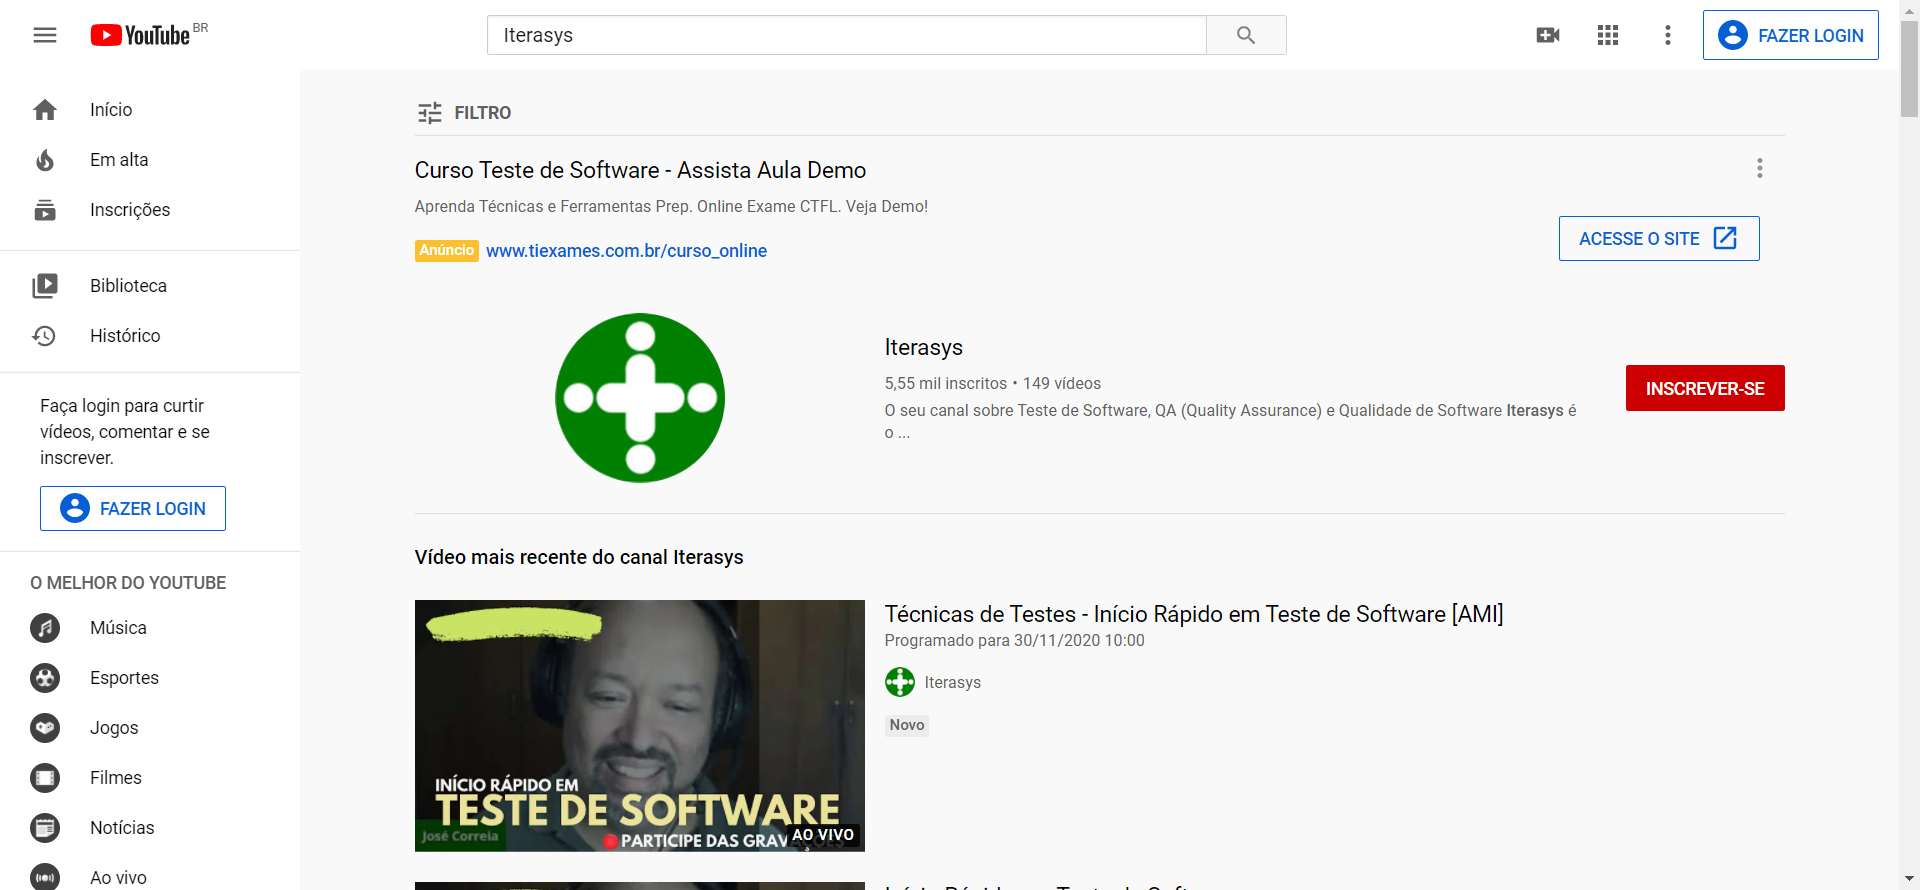 YouTube BR
Iterasys
FAZER LOGIN
Início
Em alta
Inscrições
Biblioteca
Histórico
Faça login para curtir
vídeos, comentar e se
inscrever.
FAZER LOGIN
O MELHOR DO YOUTUBE
Música
Esportes
Jogos
Filmes
Notícias
Ao vivo
FILTRO
Curso Teste de Software - Assista Aula Demo
Aprenda Técnicas e Ferramentas Prep. Online Exame CTFL. Veja Demo!
Anúncio www.tiexames.com.br/curso_online
ACESSE O SITE
Iterasys
5,55 mil inscritos • 149 vídeos
O seu canal sobre Teste de Software, QA (Quality Assurance) e Qualidade de Software Iterasys é
o ...
INSCREVER-SE
Vídeo mais recente do canal Iterasys
INÍCIO RÁPIDO EM
TESTE DE SOFTWARE
José Correia
PARTICIPE DAS GRAV
AO VIVO
Técnicas de Testes - Início Rápido em Teste de Software [AMI]
Programado para 30/11/2020 10:00
Iterasys
Novo